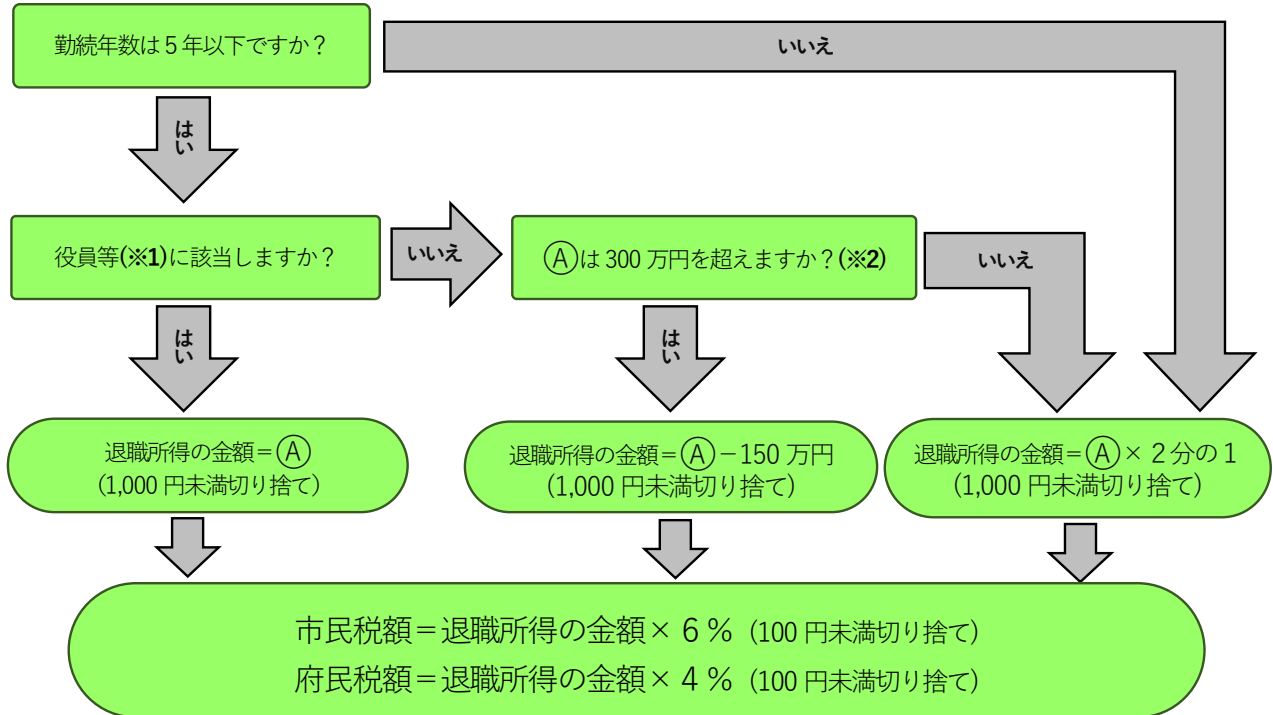 勤続年数は5年以下ですか？
いいえ
はい
役員等(※1)に該当しますか？
いいえ
Ⓐは300万円を超えますか？(※2)
いいえ
はい
はい
退職所得の金額＝Ⓐ
(1,000円未満切り捨て)
退職所得の金額＝Ⓐ－150万円
(1,000円未満切り捨て)
退職所得の金額＝Ⓐ×２分の１
(1,000円未満切り捨て)
市民税額＝退職所得の金額×６％（100円未満切り捨て）
府民税額＝退職所得の金額×４％（100円未満切り捨て）